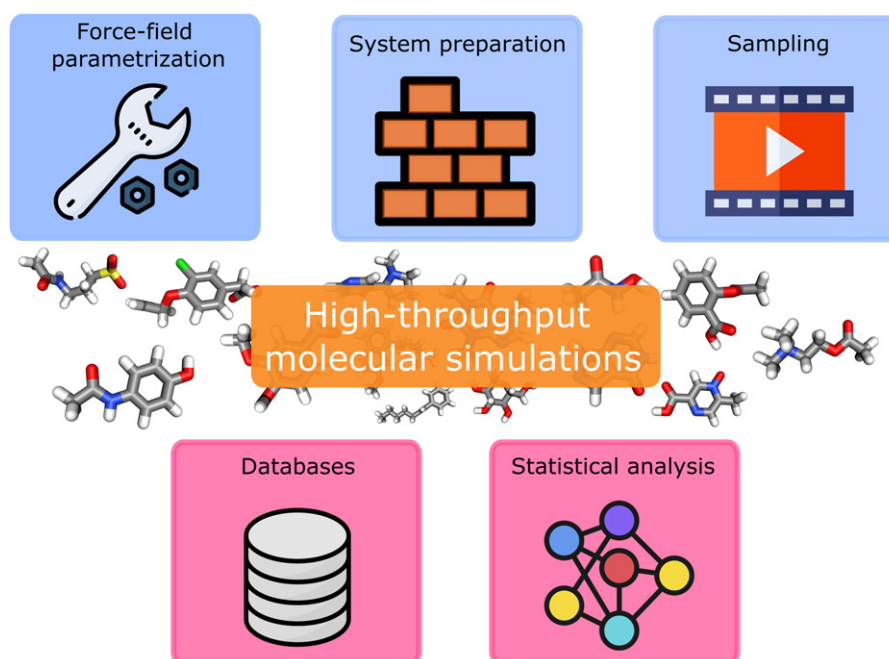 Force-field
parametrization
System preparation
Sampling
High-throughput
molecular simulations
Databases
Statistical analysis